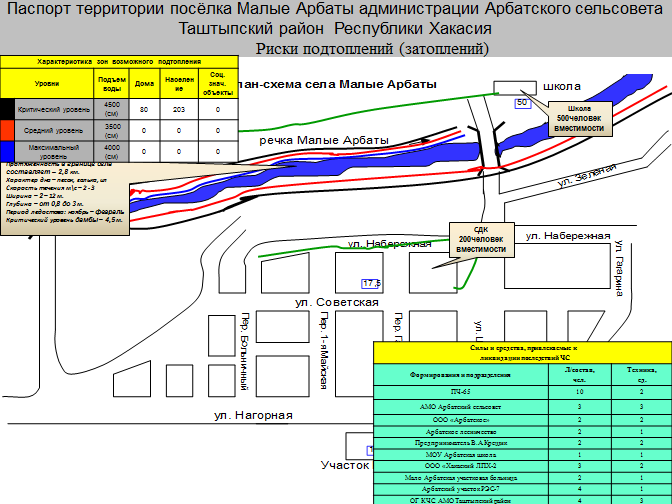 Паспорт территории посёлка Малые Арбаты администрации Арбатского сельсовета
Таштыпский район Республики Хакасия
Риски подтоплений (затоплений)
Характеристика зон возможного подтопления
Уровни Подъем воды Дома Населен ие Соц. знач. объекты
Критический уровень 4500 (см) 80 203 0
Средний уровень 3500 (см) 0 0 0
Максимальный уровень 4000 (см) 0 0 0
составляет – 2,8 км.
Характер дна – песок, галька, ил
Скорость течения м\с – 2 - 3
Ширина – 2 – 12 м.
Глубина – от 0,8 до 3 м.
Период ледостава: ноябрь – февраль
Критический уровень дамбы – 4,5 м.
лан-схема села Малые Арбаты
школа
50
Школа
500человек
вместимости
речка Малые Арбаты
ул. Зеленая
СДК
200человек
вместимости
ул. Набережная
ул. Набережная
ул. Гагарина
17,5
ул. Советская
Пер. Больничный
Пер. 1-я Майская
Пер.
ул.
ул. Нагорная
Участок
Силы и средства, привлекаемые к
ликвидации последствий ЧС
Формирования и подразделения Л/состав, чел. Техника, ед.
ПЧ-65 10 2
АМО Арбатский сельсовет 3 3
ООО «Арбатское» 2 2
Арбатское лесничество 2 2
Предприниматель В.А.Кредин 2 2
МОУ Арбатская школа 1 1
ООО «Хакасский ЛПХ-2 3 2
Мало Арбатская участковая больница 2 1
Арбатский участок РЭС-7 4 1
ОГ КЧС АМО Таштыпский район 4 3